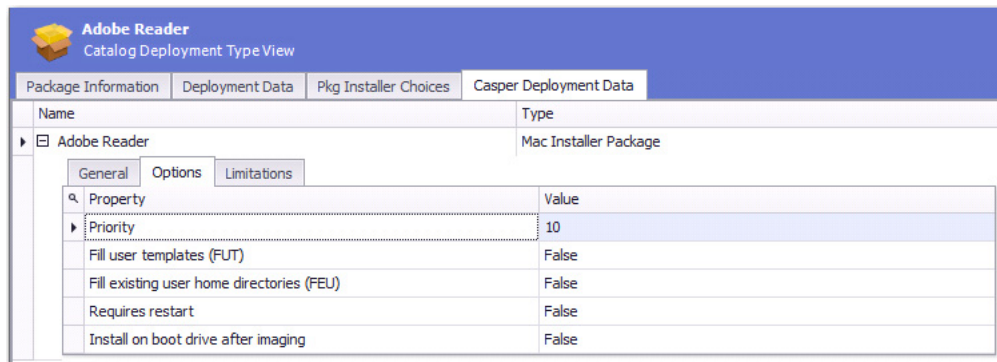 Adobe Reader
Catalog Deployment Type View
Package Information Deployment Data Pkg Installer Choices Casper Deployment Data
Name Type
Adobe Reader Mac Installer Package
General Options Limitations
Property Value
Priority 10
Fill user templates (FUT) False
Fill existing user home directories (FEU) False
Requires restart False
Install on boot drive after imaging False